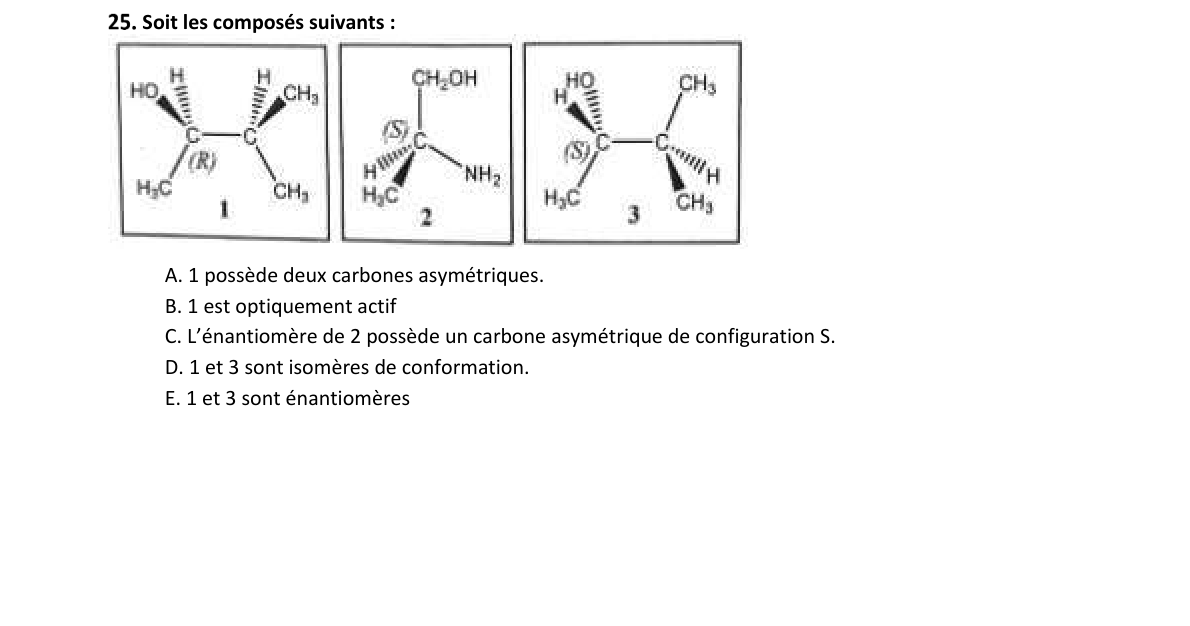 25. Soit les composés suivants :
H H
HO CH₃
C C
(R)
H₃C CH₃
1
CH₂OH
(S) C
H NH₂
H₃C
2
HO CH₃
H
(S) C C
H
H₃C CH₃
3
A. 1 possède deux carbones asymétriques.
B. 1 est optiquement actif
C. L’énantiomère de 2 possède un carbone asymétrique de configuration S.
D. 1 et 3 sont isomères de conformation.
E. 1 et 3 sont énantiomères